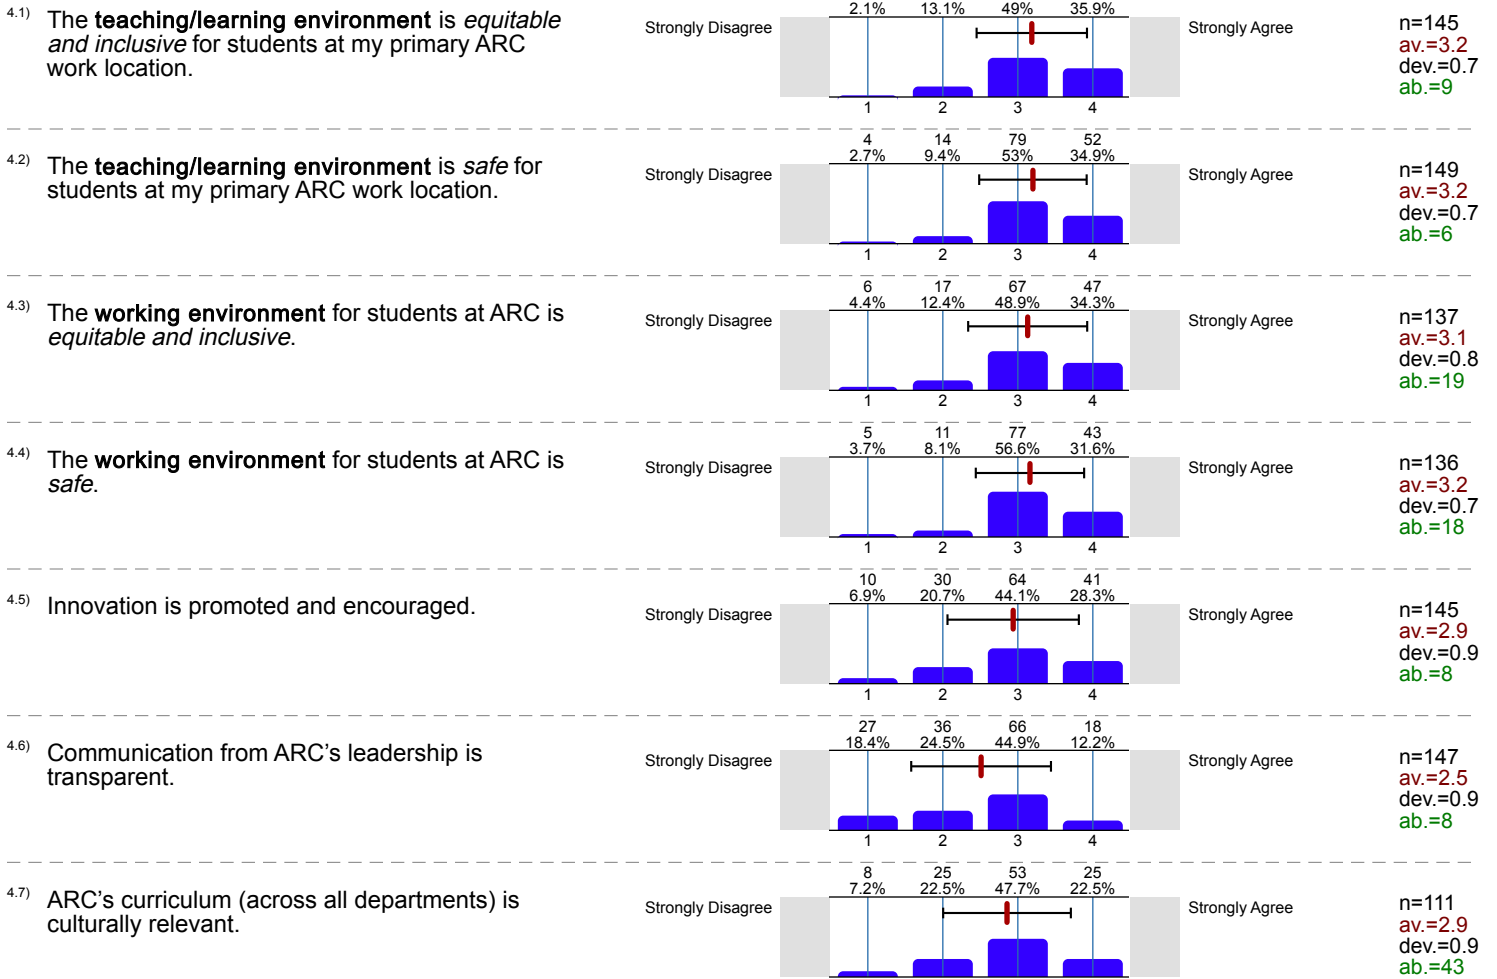 4.1) The teaching/learning environment is equitable
and inclusive for students at my primary ARC
work location.
2.1% 13.1% 49% 35.9%
Strongly Disagree
Strongly Agree
1 2 3 4
n=145
av.=3.2
dev.=0.7
ab.=9
4.2) The teaching/learning environment is safe for
students at my primary ARC work location.
4 14 79 52
2.7% 9.4% 53% 34.9%
Strongly Disagree
Strongly Agree
1 2 3 4
n=149
av.=3.2
dev.=0.7
ab.=6
4.3) The working environment for students at ARC is
equitable and inclusive.
6 17 67 47
4.4% 12.4% 48.9% 34.3%
Strongly Disagree
Strongly Agree
1 2 3 4
n=137
av.=3.1
dev.=0.8
ab.=19
4.4) The working environment for students at ARC is
safe.
5 11 77 43
3.7% 8.1% 56.6% 31.6%
Strongly Disagree
Strongly Agree
1 2 3 4
n=136
av.=3.2
dev.=0.7
ab.=18
4.5) Innovation is promoted and encouraged.
10 30 64 41
6.9% 20.7% 44.1% 28.3%
Strongly Disagree
Strongly Agree
1 2 3 4
n=145
av.=2.9
dev.=0.9
ab.=8
4.6) Communication from ARC’s leadership is
transparent.
27 36 66 18
18.4% 24.5% 44.9% 12.2%
Strongly Disagree
Strongly Agree
1 2 3 4
n=147
av.=2.5
dev.=0.9
ab.=8
4.7) ARC’s curriculum (across all departments) is
culturally relevant.
8 25 53 25
7.2% 22.5% 47.7% 22.5%
Strongly Disagree
Strongly Agree
n=111
av.=2.9
dev.=0.9
ab.=43